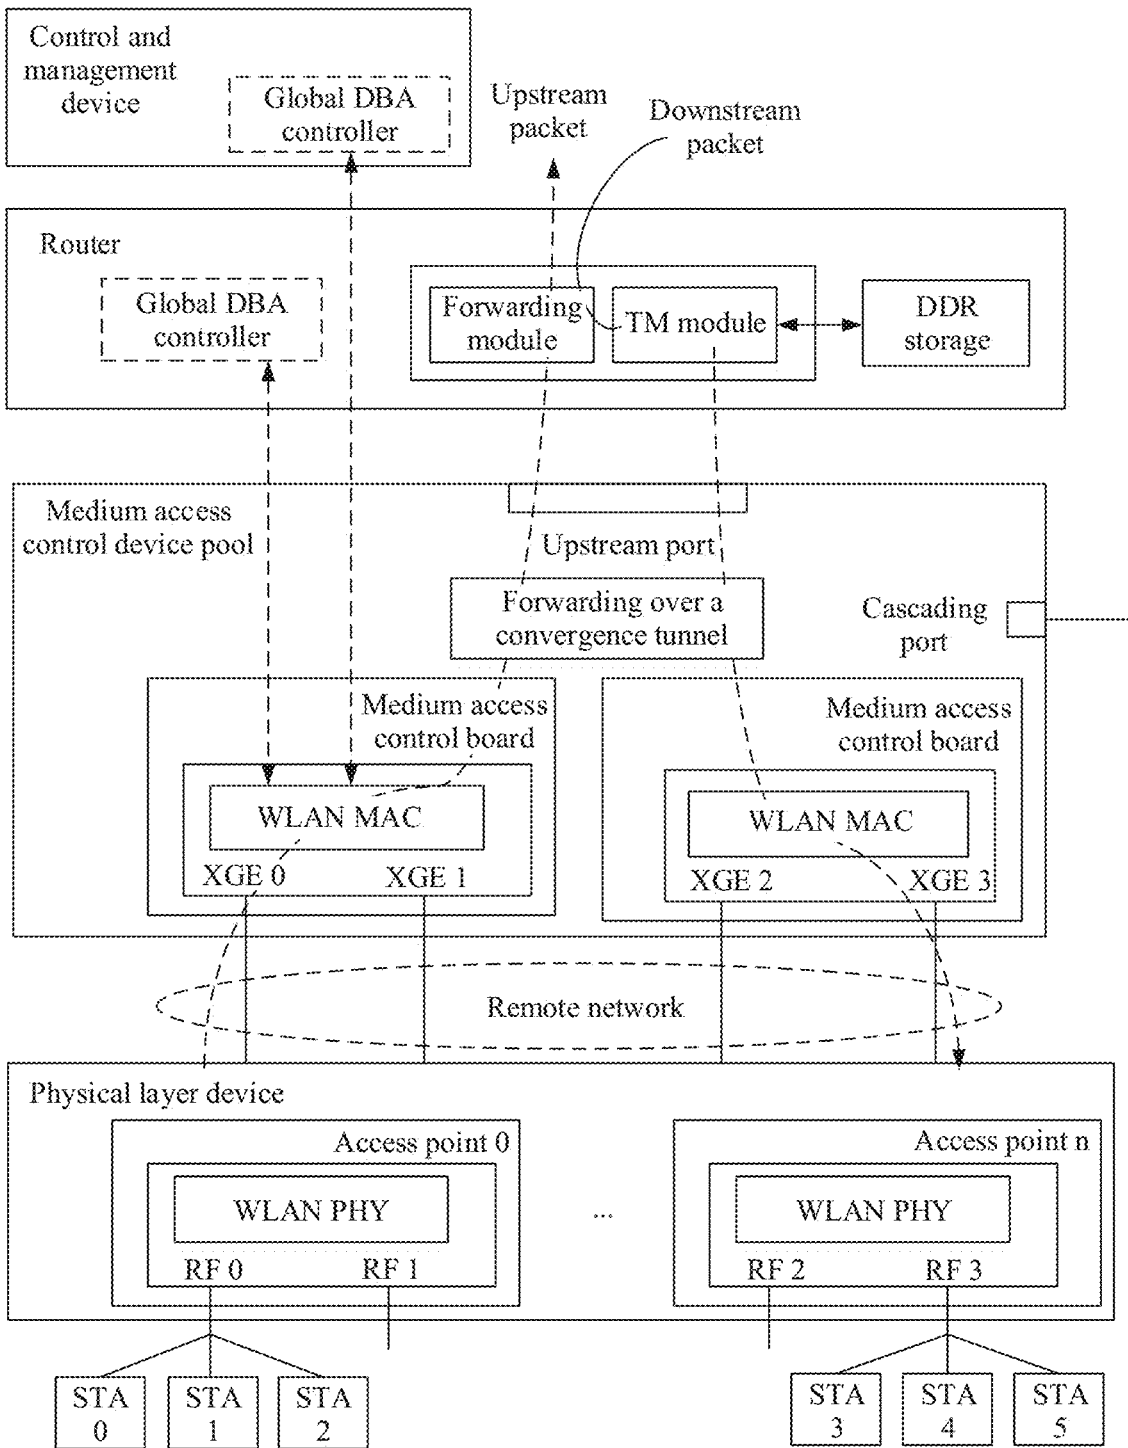 Control and
management
device
Global DBA
controller
Upstream
packet
Downstream
packet
Router
Global DBA
controller
Forwarding
module
TM module
DDR
storage
Medium access
control device pool
Upstream port
Forwarding over a
convergence tunnel
Cascading
port
Medium access
control board
WLAN MAC
XGE 0
XGE 1
Medium access
control board
WLAN MAC
XGE 2
XGE 3
Remote network
Physical layer device
Access point 0
WLAN PHY
RF 0
RF 1
...
Access point n
WLAN PHY
RF 2
RF 3
STA
0
STA
1
STA
2
STA
3
STA
4
STA
5